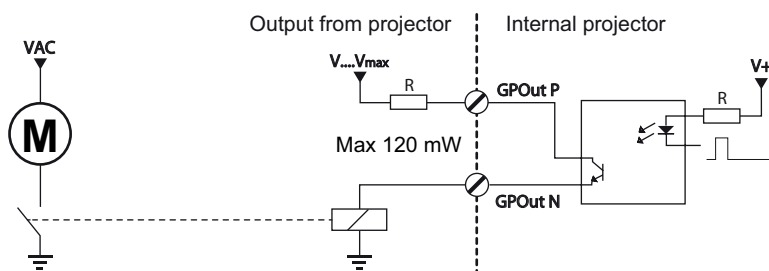 Output from projector
Internal projector
VAC
V....Vmax
V+
R
R
GPOut P
M
Max 120 mW
GPOut N